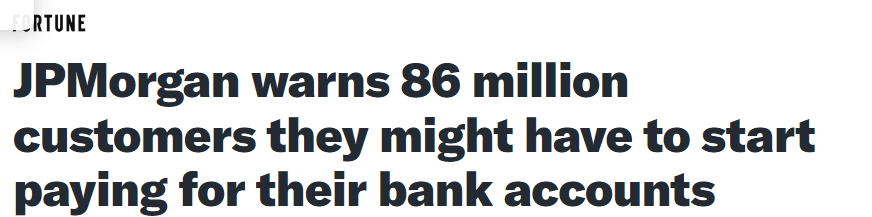 FORTUNE
JPMorgan warns 86 million
customers they might have to start
paying for their bank accounts